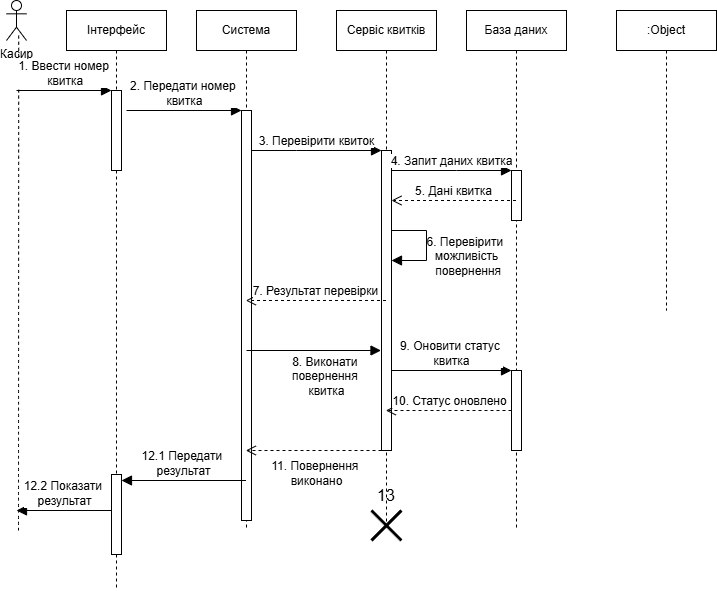 Інтерфейс
Система
Сервіс квитків
База даних
:Object
Касир
1. Ввести номер
квитка
2. Передати номер
квитка
3. Перевірити квиток
4. Запит даних квитка
5. Дані квитка
6. Перевірити
можливість
повернення
7. Результат перевірки
8. Виконати
повернення
квитка
9. Оновити статус
квитка
10. Статус оновлено
11. Повернення
виконано
12.1 Передати
результат
12.2 Показати
результат
13